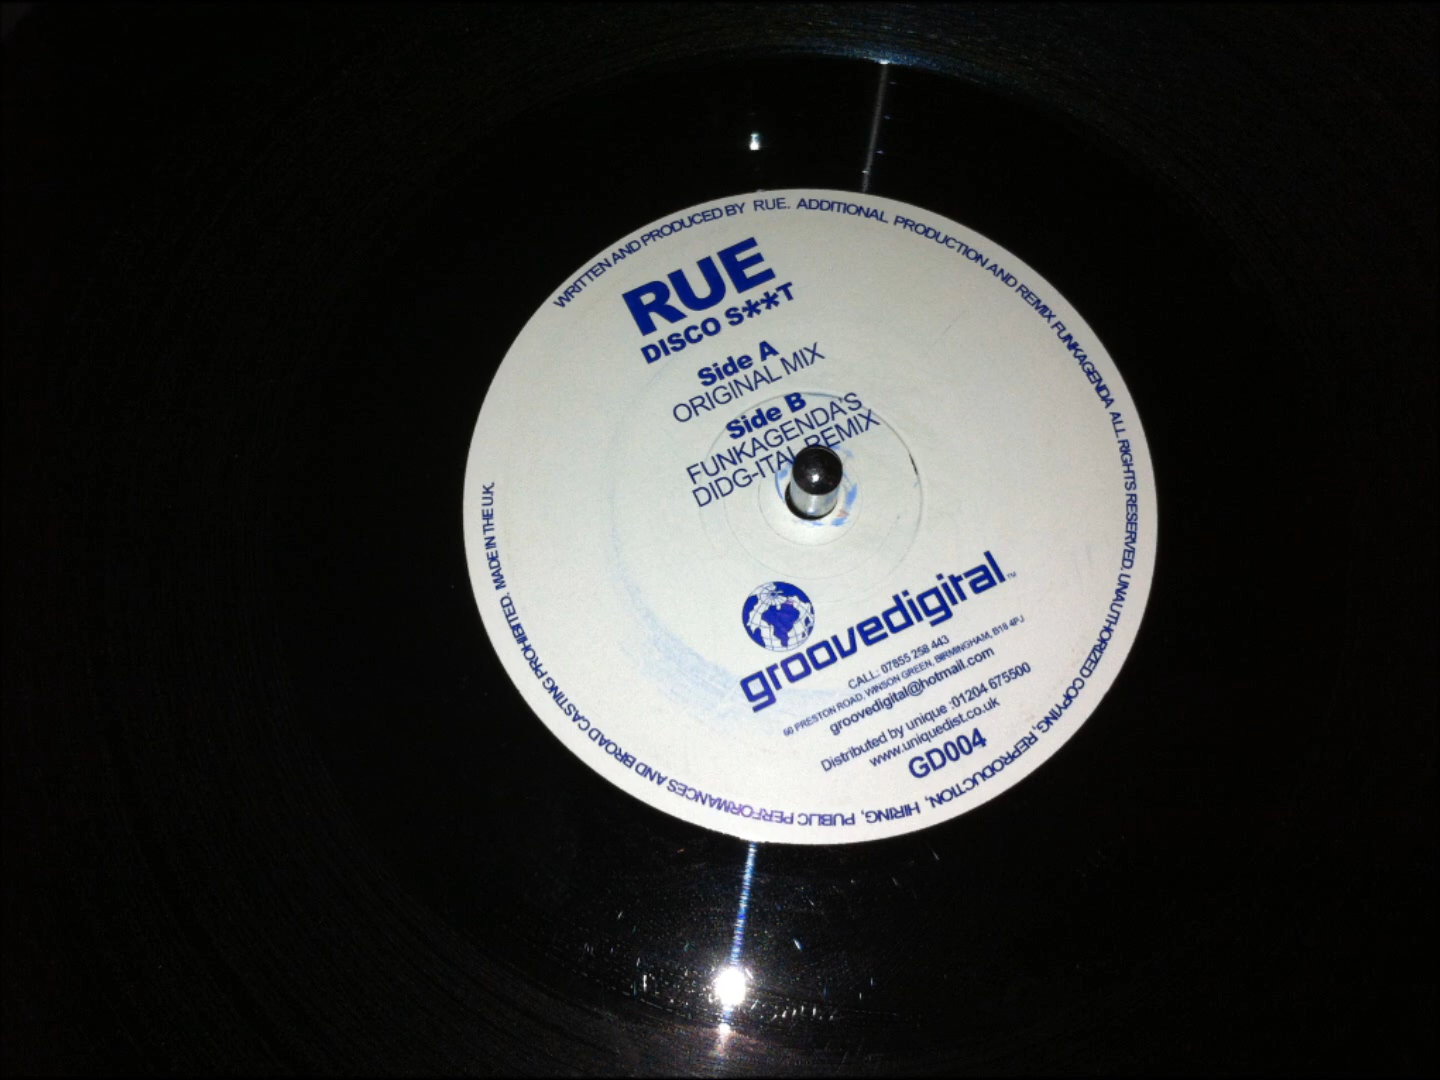 WRITTEN AND PRODUCED BY RUE. ADDITIONAL PRODUCTION AND REMIX FUNKAGENDA ALL RIGHTS RESERVED. UNAUTHORIZED COPYING, REPRODUCTION, HIRING, PUBLIC PERFORMANCES AND BROAD CASTING PROHIBITED. MADE IN THE U.K.
RUE
DISCO S**T
Side A
ORIGINAL MIX
Side B
FUNKAGENDA'S
DIDG-ITAL REMIX
groovedigital™
CALL: 07855 258 443
60 PRESTON ROAD, WINSON GREEN, BIRMINGHAM, B18 4PJ
groovedigital@hotmail.com
Distributed by unique :01204 675500
www.uniquedist.co.uk
GD004